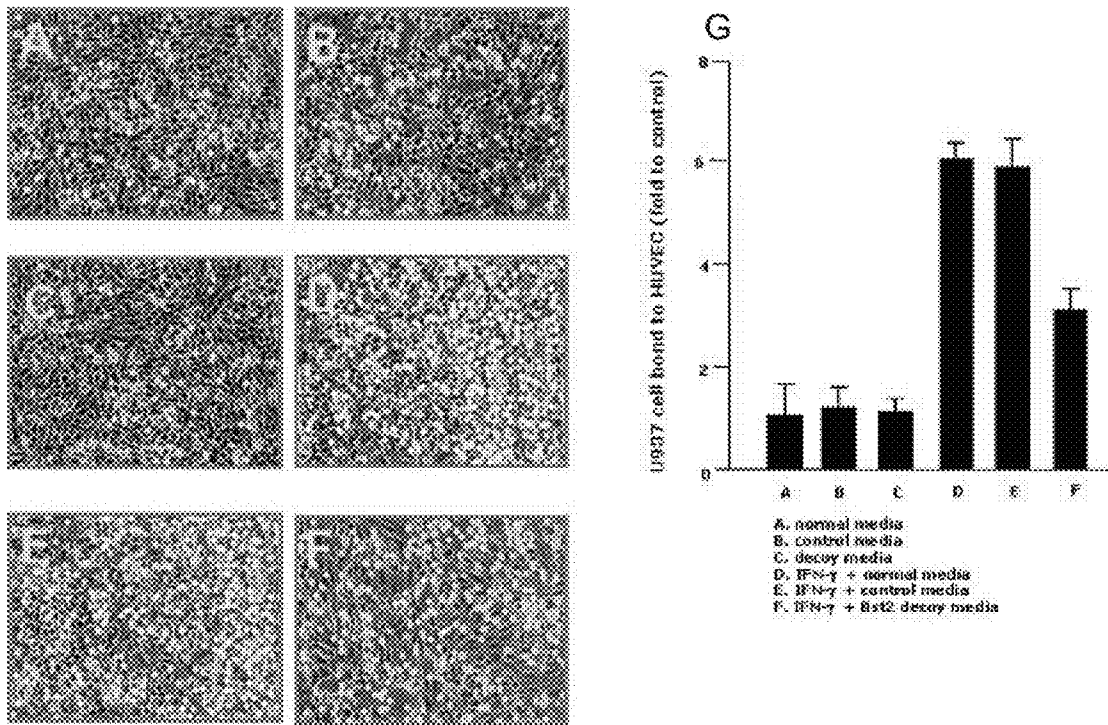 A
B
C
D
E
F
G
U937 cell bond to HUVEC (fold to control)
8
6
4
2
0
A B C D E F
A. normal media
B. control media
C. decoy media
D. IFN-γ + normal media
E. IFN-γ + control media
F. IFN-γ + Bst2 decoy media